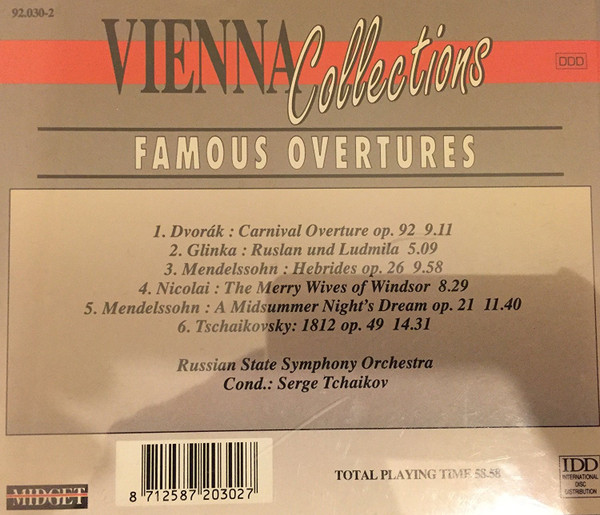 92.030-2
VIENNA Collections
DDD
FAMOUS OVERTURES
1. Dvorák : Carnival Overture op. 92 9.11
2. Glinka : Ruslan und Ludmila 5.09
3. Mendelssohn : Hebrides op. 26 9.58
4. Nicolai : The Merry Wives of Windsor 8.29
5. Mendelssohn : A Midsummer Night's Dream op. 21 11.40
6. Tschaikovsky: 1812 op. 49 14.31
Russian State Symphony Orchestra
Cond.: Serge Tchaikov
MIDGET
8 712587 203027
TOTAL PLAYING TIME 58.58
IDD
INTERNATIONAL
DISC
DISTRIBUTION